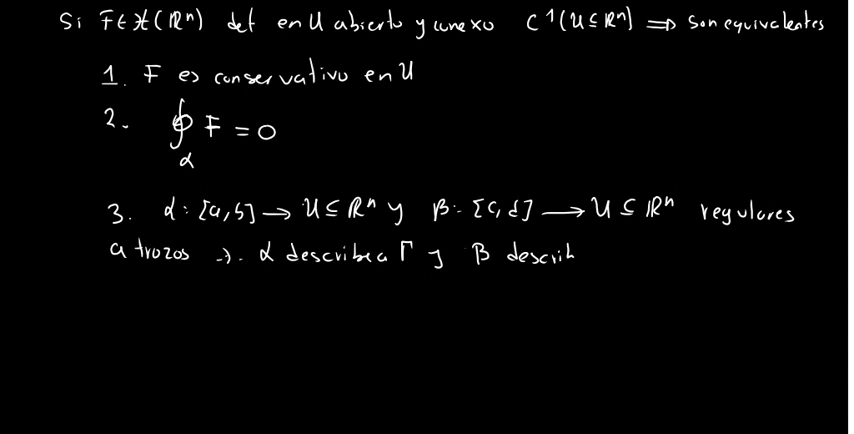 Si F ∈ 𝒳(ℝⁿ) def en U abierto y conexo C¹(U ⊆ ℝⁿ) ⟹ son equivalentes
1. F es conservativo en U
2. ∮_α F = 0
3. α: [a,b] → U ⊆ ℝⁿ y β: [c,d] → U ⊆ ℝⁿ regulares
a trozos ∴ α describe a Γ y β describ